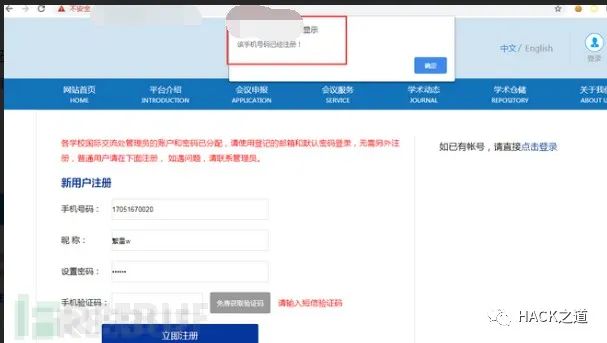 不安全
显示
该手机号码已经注册！
确定
中文 / English
登录
网站首页 平台介绍 会议申报 会议服务 学术动态 学术仓储 关于我们
HOME INTRODUCTION APPLICATION SERVICE JOURNAL REPOSITORY ABOUT U
各学校国际交流处管理员的账户和密码已分配，请使用登记的邮箱和默认密码登录，无需另外注
册，普通用户请在下面注册，如遇问题，请联系管理员。
如已有帐号，请直接点击登录
新用户注册
手机号码： 17051670020
昵 称：
设置密码： ••••••
手机验证码： 免费获取验证码 请输入短信验证码
立即注册
REEBUF
HACK之道